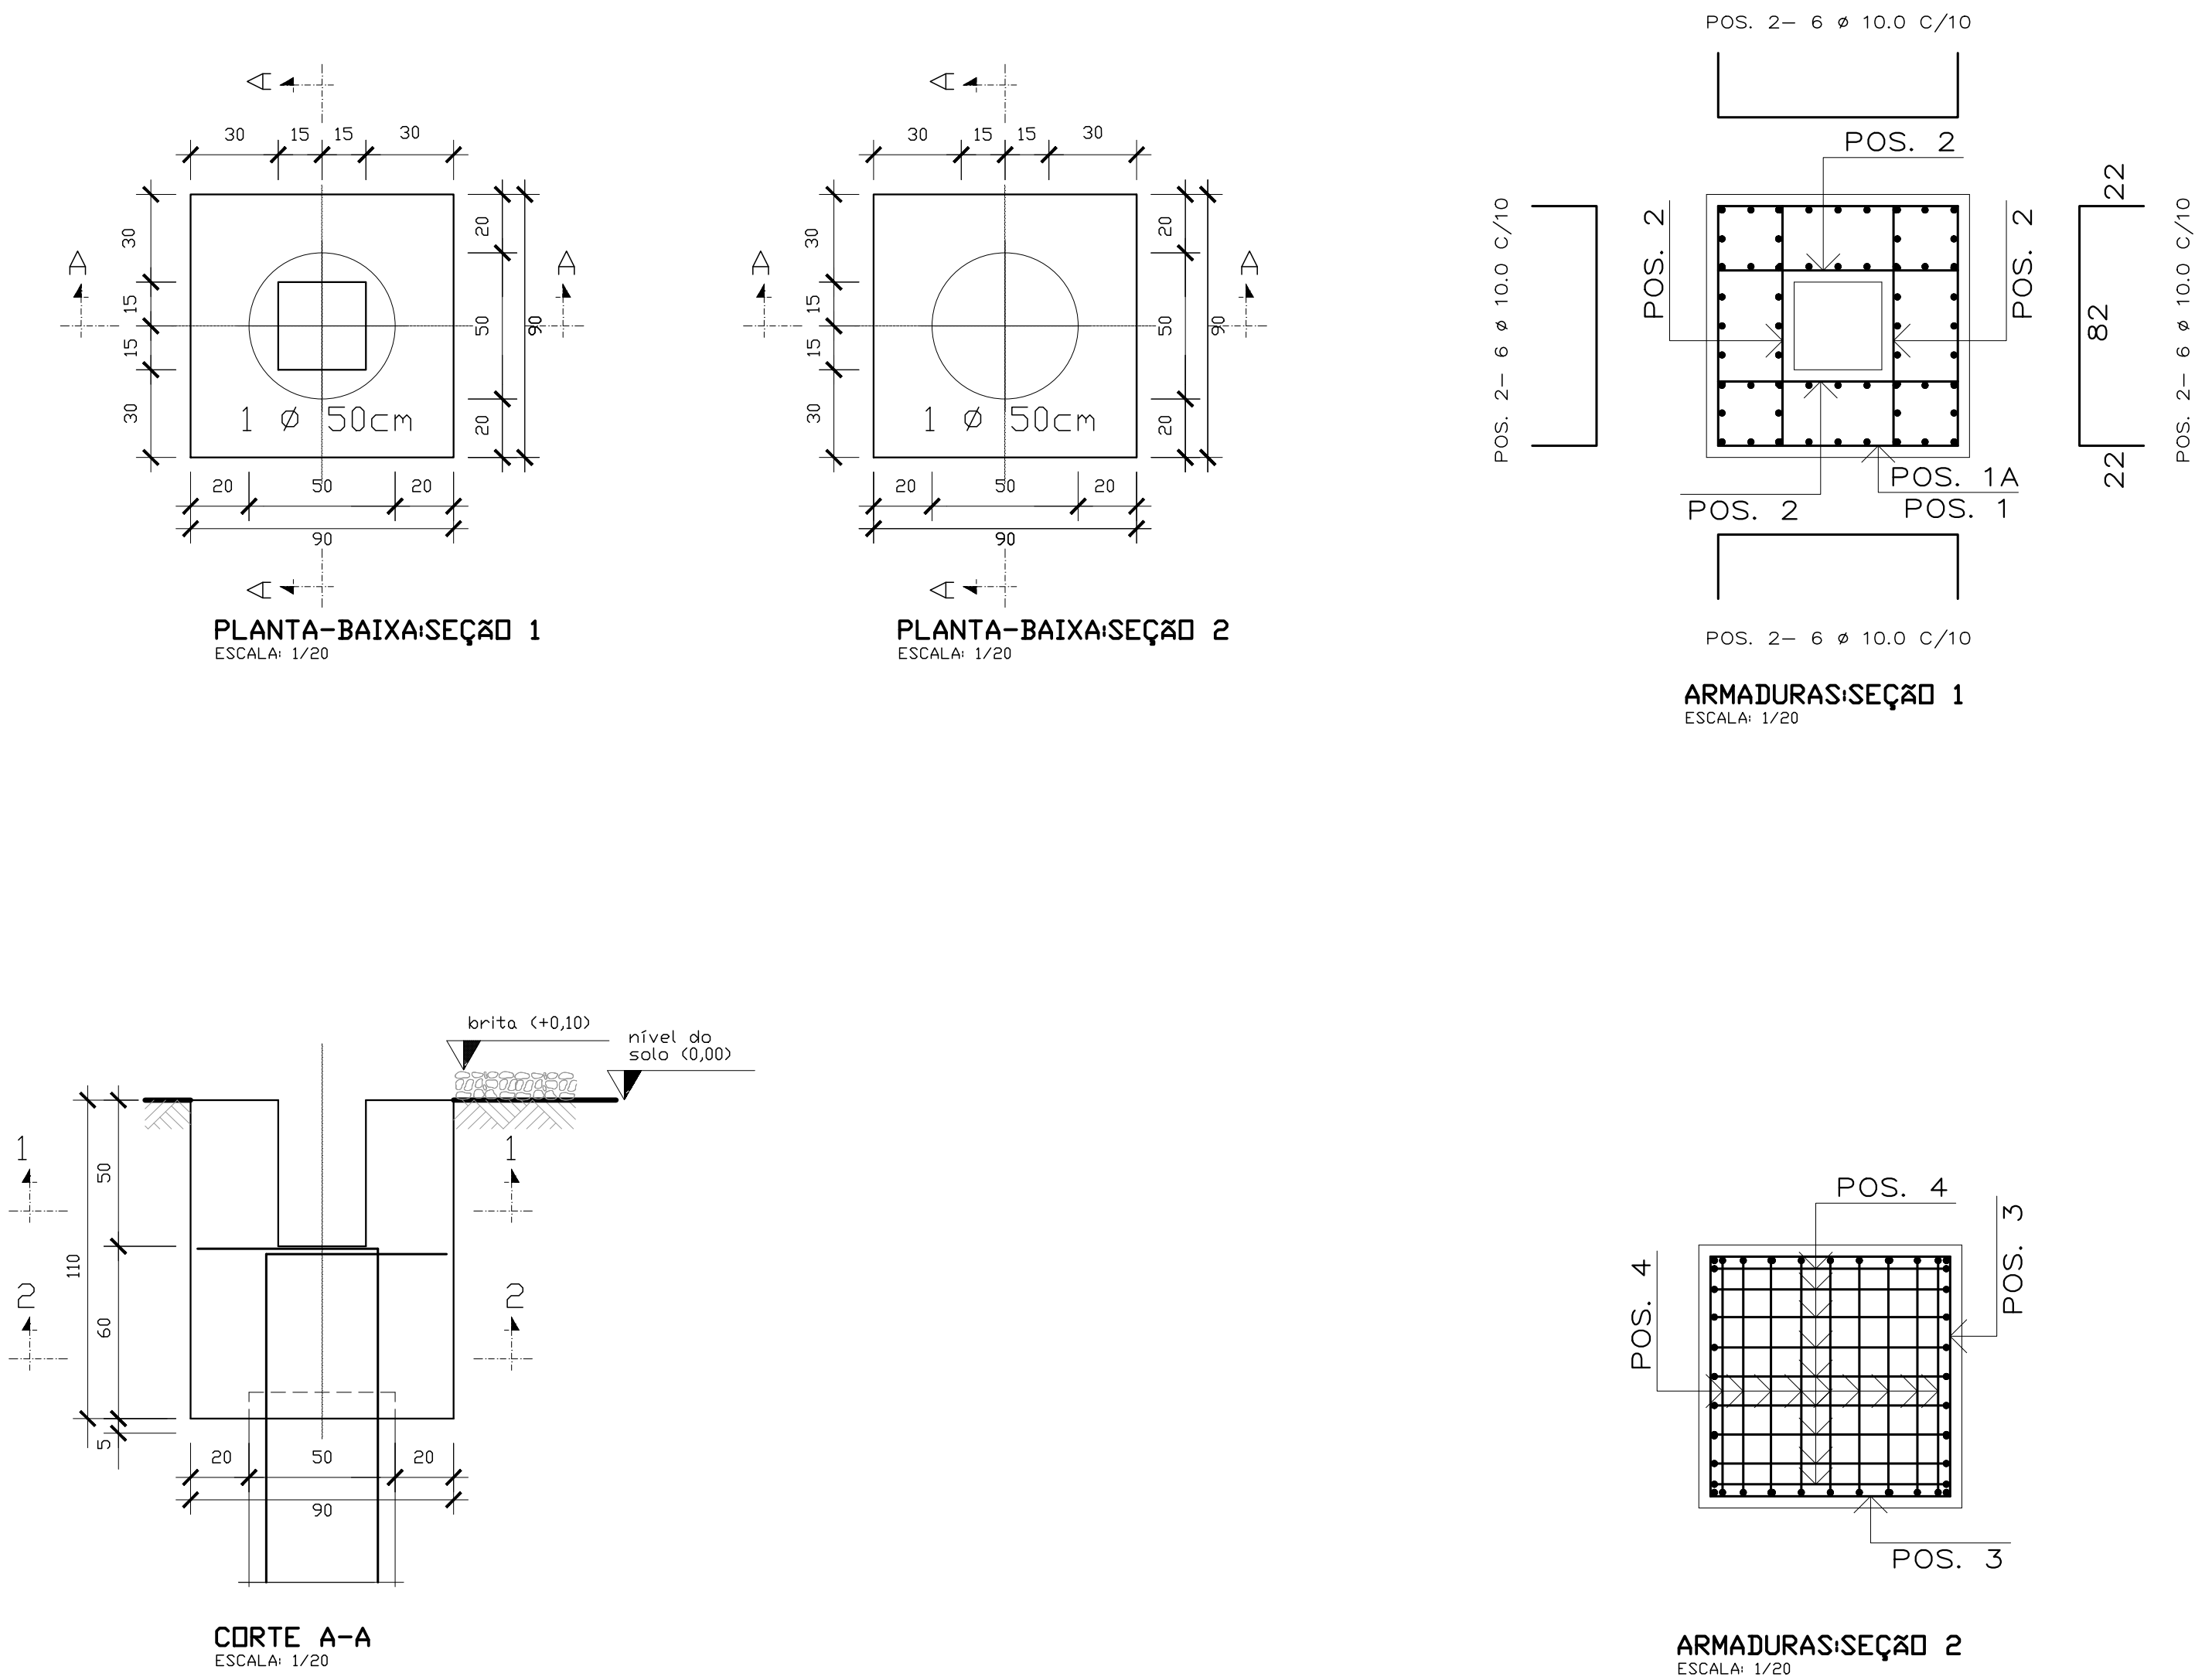 A
30 15 15 30
30
15
15
30
A
A
20
50
20
90
1 Ø 50cm
20 50 20
90
A
PLANTA-BAIXA:SEÇÃO 1
ESCALA: 1/20
A
30 15 15 30
30
15
15
30
A
A
20
50
20
90
1 Ø 50cm
20 50 20
90
A
PLANTA-BAIXA:SEÇÃO 2
ESCALA: 1/20
POS. 2- 6 ø 10.0 C/10
POS. 2
POS. 2- 6 ø 10.0 C/10
POS. 2
POS. 2
22
82
22
POS. 2- 6 ø 10.0 C/10
POS. 1A
POS. 1
POS. 2
POS. 2- 6 ø 10.0 C/10
ARMADURAS:SEÇÃO 1
ESCALA: 1/20
brita (+0,10)
nível do
solo (0,00)
1
1
50
110
2
2
60
5
20 50 20
90
CORTE A-A
ESCALA: 1/20
POS. 4
POS. 3
POS. 4
POS. 3
ARMADURAS:SEÇÃO 2
ESCALA: 1/20